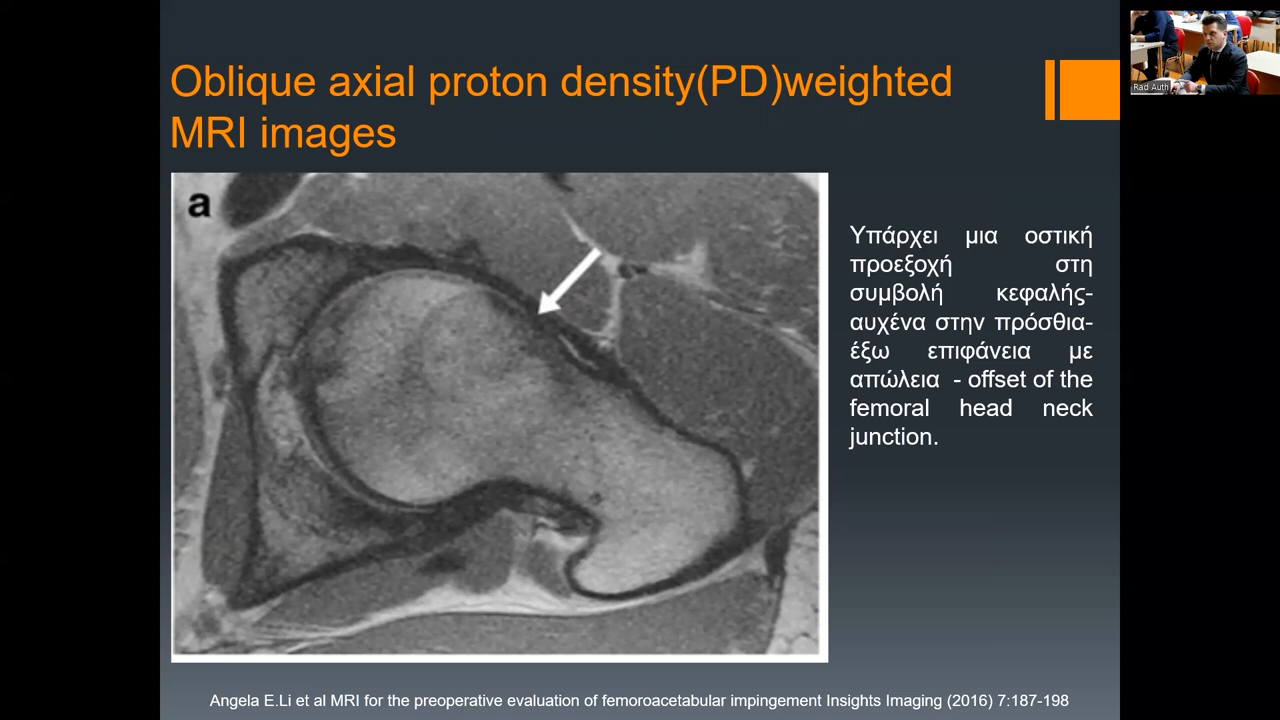 Oblique axial proton density(PD)weighted
MRI images
a
Υπάρχει μια οστική
προεξοχή στη
συμβολή κεφαλής-
αυχένα στην πρόσθια-
έξω επιφάνεια με
απώλεια - offset of the
femoral head neck
junction.
Angela E.Li et al MRI for the preoperative evaluation of femoroacetabular impingement Insights Imaging (2016) 7:187-198
Rad Auth